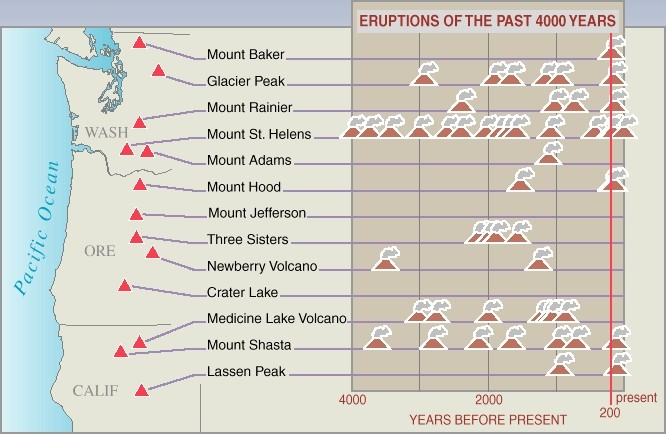 ERUPTIONS OF THE PAST 4000 YEARS
Mount Baker
Glacier Peak
Mount Rainier
WASH
Mount St. Helens
Mount Adams
Mount Hood
Pacific Ocean
Mount Jefferson
Three Sisters
ORE
Newberry Volcano
Crater Lake
Medicine Lake Volcano
Mount Shasta
Lassen Peak
CALIF
4000
2000
200
present
YEARS BEFORE PRESENT